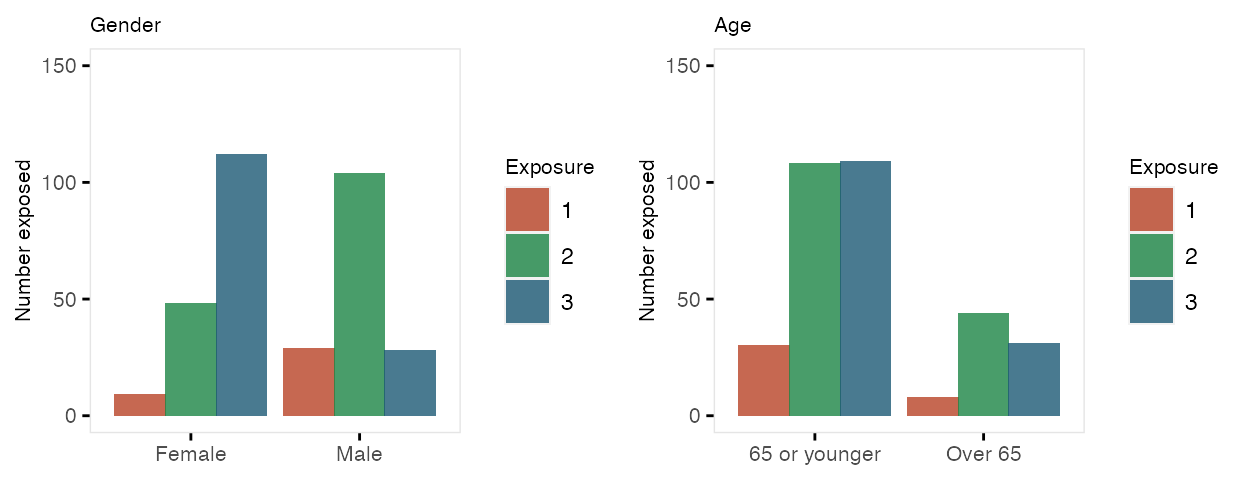 Gender
Number exposed
150
100
50
0
Female Male
Exposure
1
2
3
Age
Number exposed
150
100
50
0
65 or younger Over 65
Exposure
1
2
3